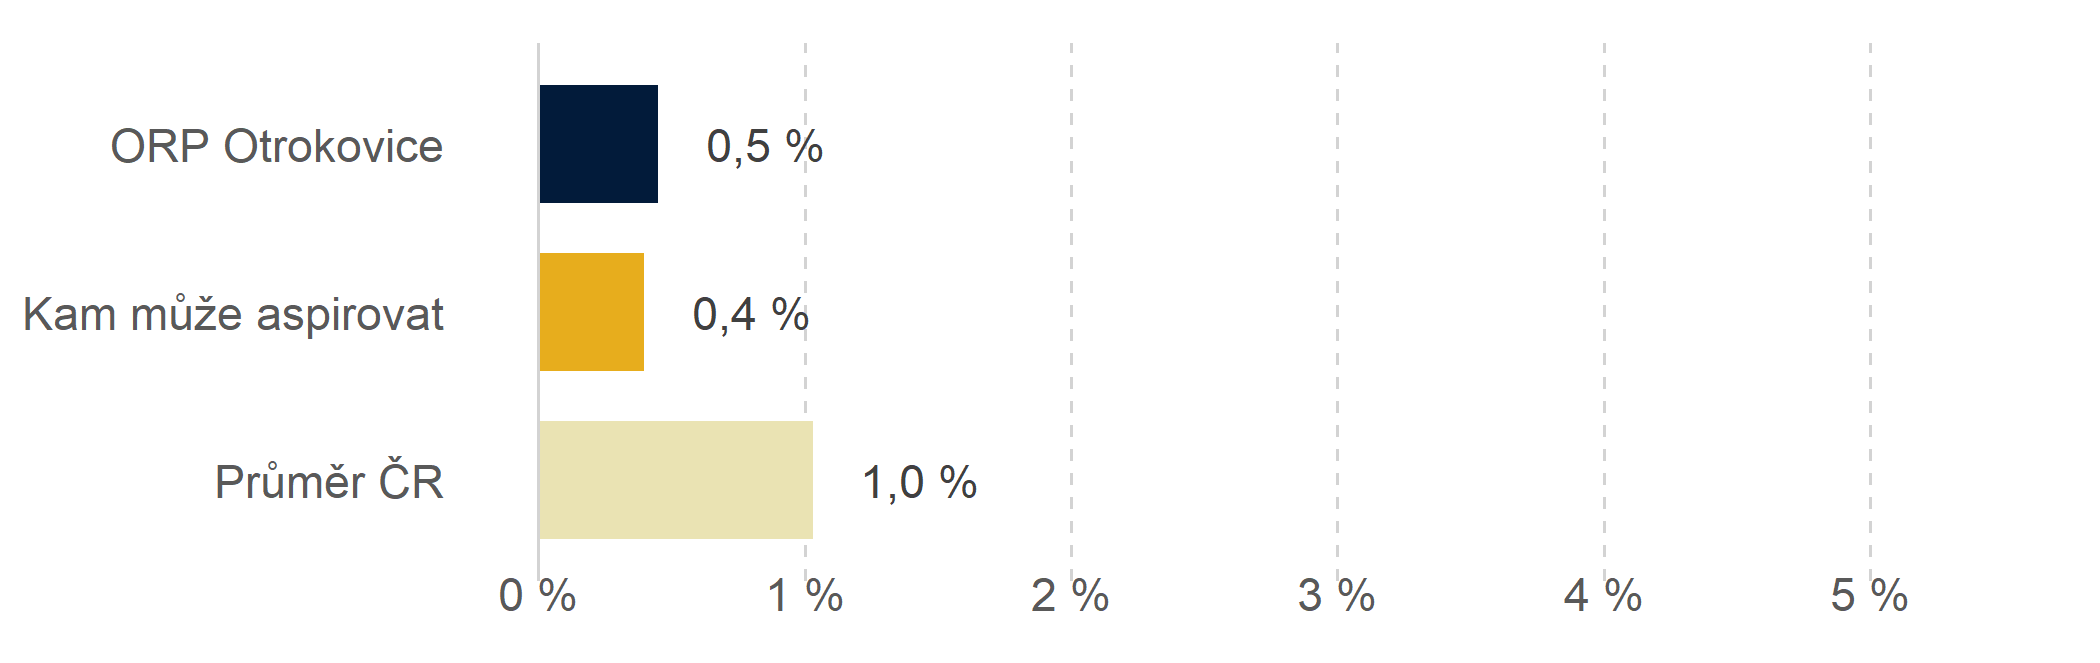 ORP Otrokovice 0,5 %
Kam může aspirovat 0,4 %
Průměr ČR 1,0 %
0 % 1 % 2 % 3 % 4 % 5 %